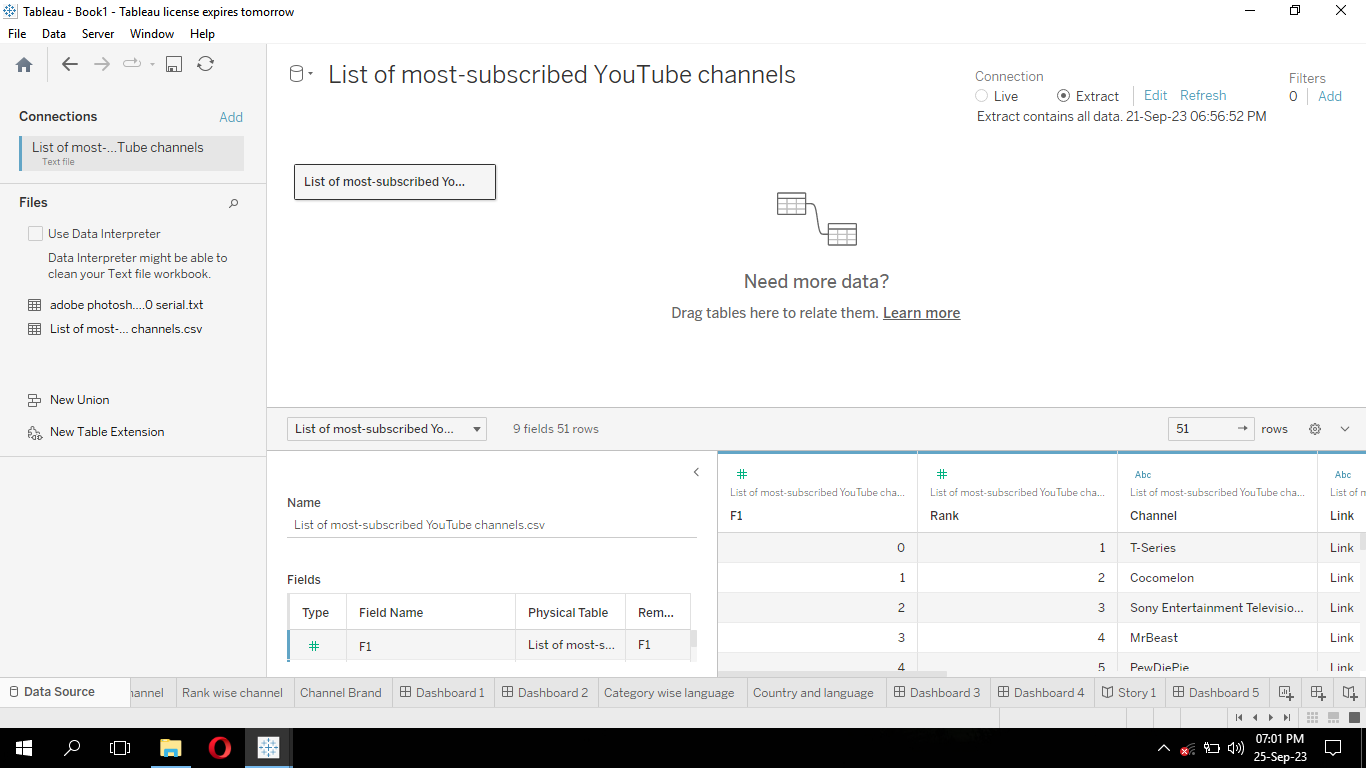 Tableau - Book1 - Tableau license expires tomorrow
File Data Server Window Help
List of most-subscribed YouTube channels
Connection
Live Extract Edit Refresh
Extract contains all data. 21-Sep-23 06:56:52 PM
Filters
0 Add
Connections Add
List of most-...Tube channels
Text file
Files
Use Data Interpreter
Data Interpreter might be able to
clean your Text file workbook.
adobe photosh....0 serial.txt
List of most-... channels.csv
New Union
New Table Extension
List of most-subscribed Yo...
Need more data?
Drag tables here to relate them. Learn more
List of most-subscribed Yo... 9 fields 51 rows 51 rows
Name
List of most-subscribed YouTube channels.csv
Fields
Type Field Name Physical Table Rem...
F1 List of most-s... F1
# # Abc Abc
List of most-subscribed YouTube cha... List of most-subscribed YouTube cha... List of most-subscribed YouTube cha... List of m
F1 Rank Channel Link
0 1 T-Series Link
1 2 Cocomelon Link
2 3 Sony Entertainment Televisio... Link
3 4 MrBeast Link
4 5 PewDiePie Link
Data Source hannel Rank wise channel Channel Brand Dashboard 1 Dashboard 2 Category wise language Country and language Dashboard 3 Dashboard 4 Story 1 Dashboard 5
07:01 PM
25-Sep-23